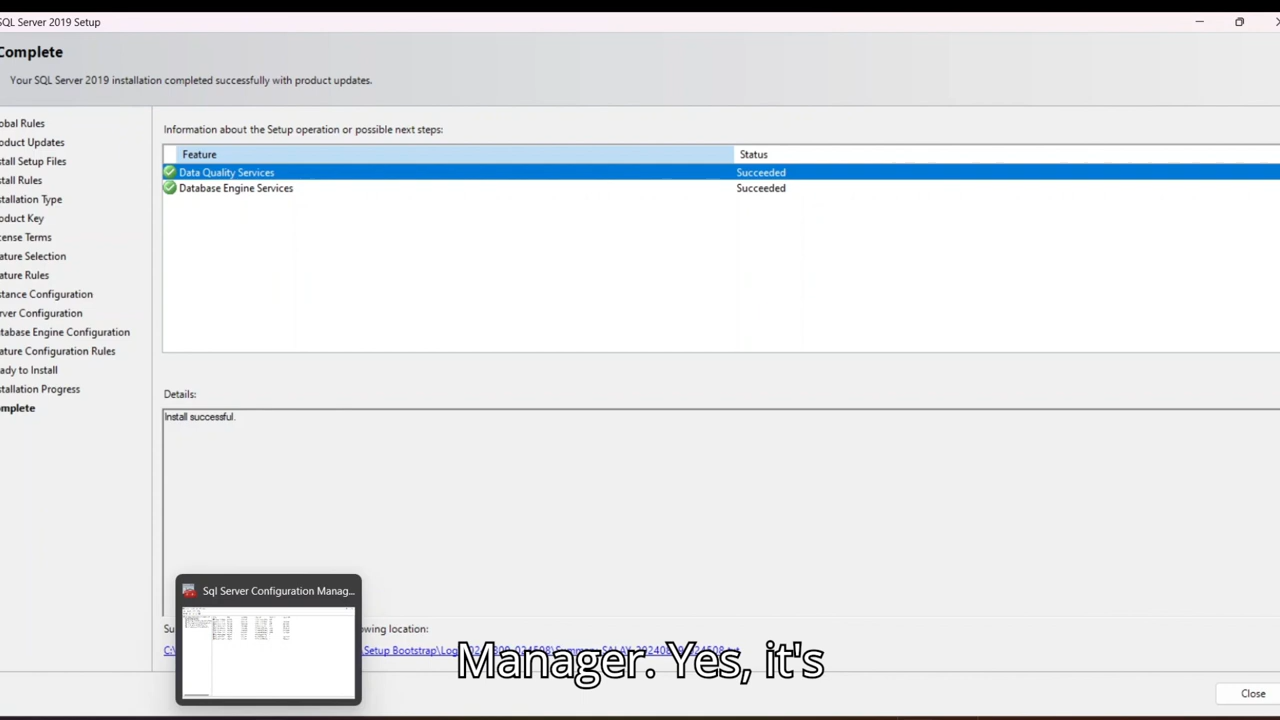 SQL Server 2019 Setup
Complete
Your SQL Server 2019 installation completed successfully with product updates.
obal Rules
oduct Updates
stall Setup Files
stall Rules
stallation Type
oduct Key
cense Terms
ature Selection
ature Rules
stance Configuration
rver Configuration
atabase Engine Configuration
ature Configuration Rules
ady to Install
stallation Progress
omplete
Information about the Setup operation or possible next steps:
Feature Status
Data Quality Services Succeeded
Database Engine Services Succeeded
Details:
Install successful.
Sql Server Configuration Manag...
Su
owing location:
C:\
Setup Bootstrap\Log
Manager. Yes, it's
Close